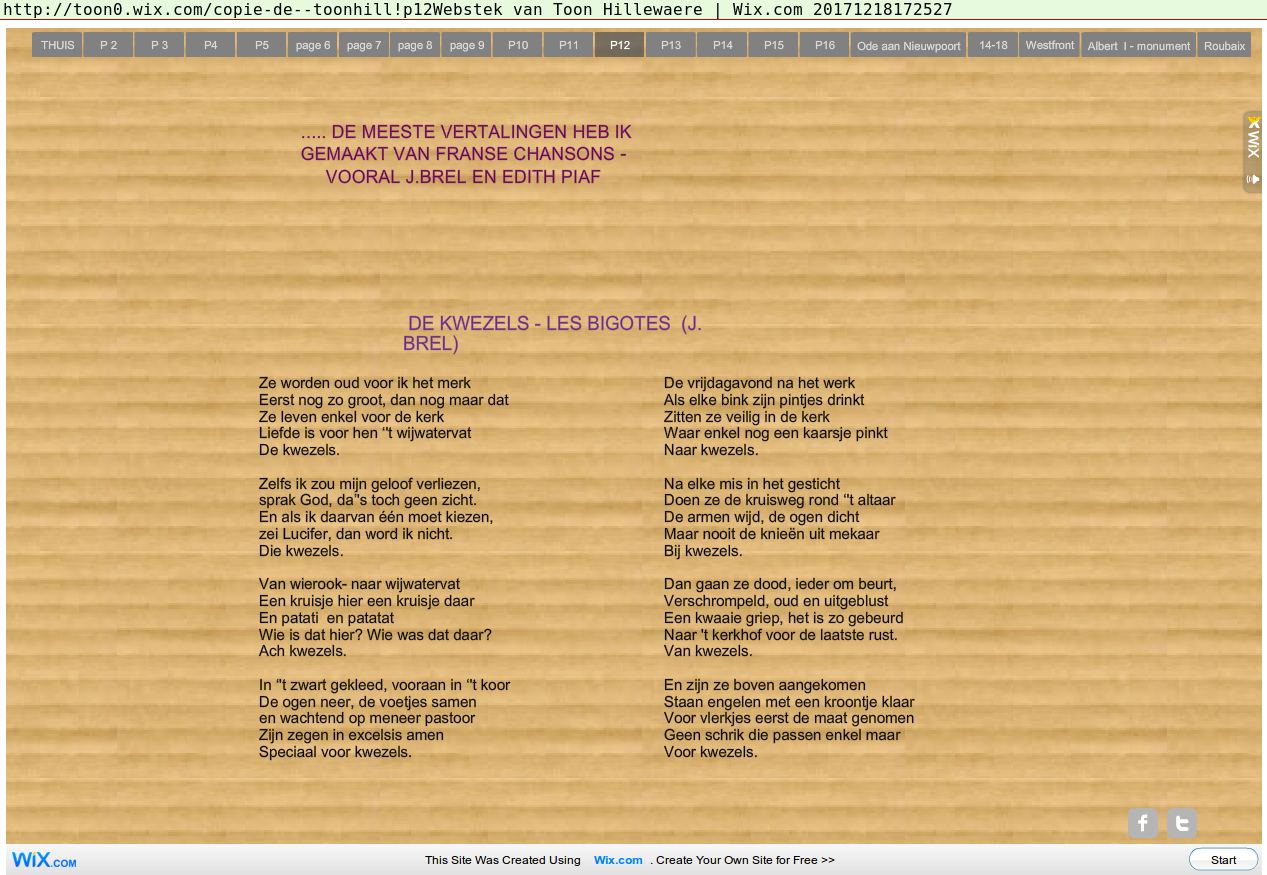 http://toon0.wix.com/copie-de--toonhill!p12Webstek van Toon Hillewaere | Wix.com 20171218172527
THUIS P 2 P 3 P4 P5 page 6 page 7 page 8 page 9 P10 P11 P12 P13 P14 P15 P16 Ode aan Nieuwpoort 14-18 Westfront Albert I - monument Roubaix
WiX
..... DE MEESTE VERTALINGEN HEB IK
GEMAAKT VAN FRANSE CHANSONS -
VOORAL J.BREL EN EDITH PIAF
DE KWEZELS - LES BIGOTES (J.
BREL)
Ze worden oud voor ik het merk
Eerst nog zo groot, dan nog maar dat
Ze leven enkel voor de kerk
Liefde is voor hen ‘'t wijwatervat
De kwezels.

Zelfs ik zou mijn geloof verliezen,
sprak God, da’'s toch geen zicht.
En als ik daarvan één moet kiezen,
zei Lucifer, dan word ik nicht.
Die kwezels.

Van wierook- naar wijwatervat
Een kruisje hier een kruisje daar
En patati  en patatat
Wie is dat hier? Wie was dat daar?
Ach kwezels.

In ‘'t zwart gekleed, vooraan in ‘'t koor
De ogen neer, de voetjes samen
en wachtend op meneer pastoor
Zijn zegen in excelsis amen
Speciaal voor kwezels.

De vrijdagavond na het werk
Als elke bink zijn pintjes drinkt
Zitten ze veilig in de kerk
Waar enkel nog een kaarsje pinkt
Naar kwezels.

Na elke mis in het gesticht
Doen ze de kruisweg rond ‘'t altaar
De armen wijd, de ogen dicht
Maar nooit de knieën uit mekaar
Bij kwezels.

Dan gaan ze dood, ieder om beurt,
Verschrompeld, oud en uitgeblust
Een kwaaie griep, het is zo gebeurd
Naar 't kerkhof voor de laatste rust.
Van kwezels.

En zijn ze boven aangekomen
Staan engelen met een kroontje klaar
Voor vlerkjes eerst de maat genomen
Geen schrik die passen enkel maar
Voor kwezels.
f t
WiX.COM This Site Was Created Using Wix.com . Create Your Own Site for Free >> Start